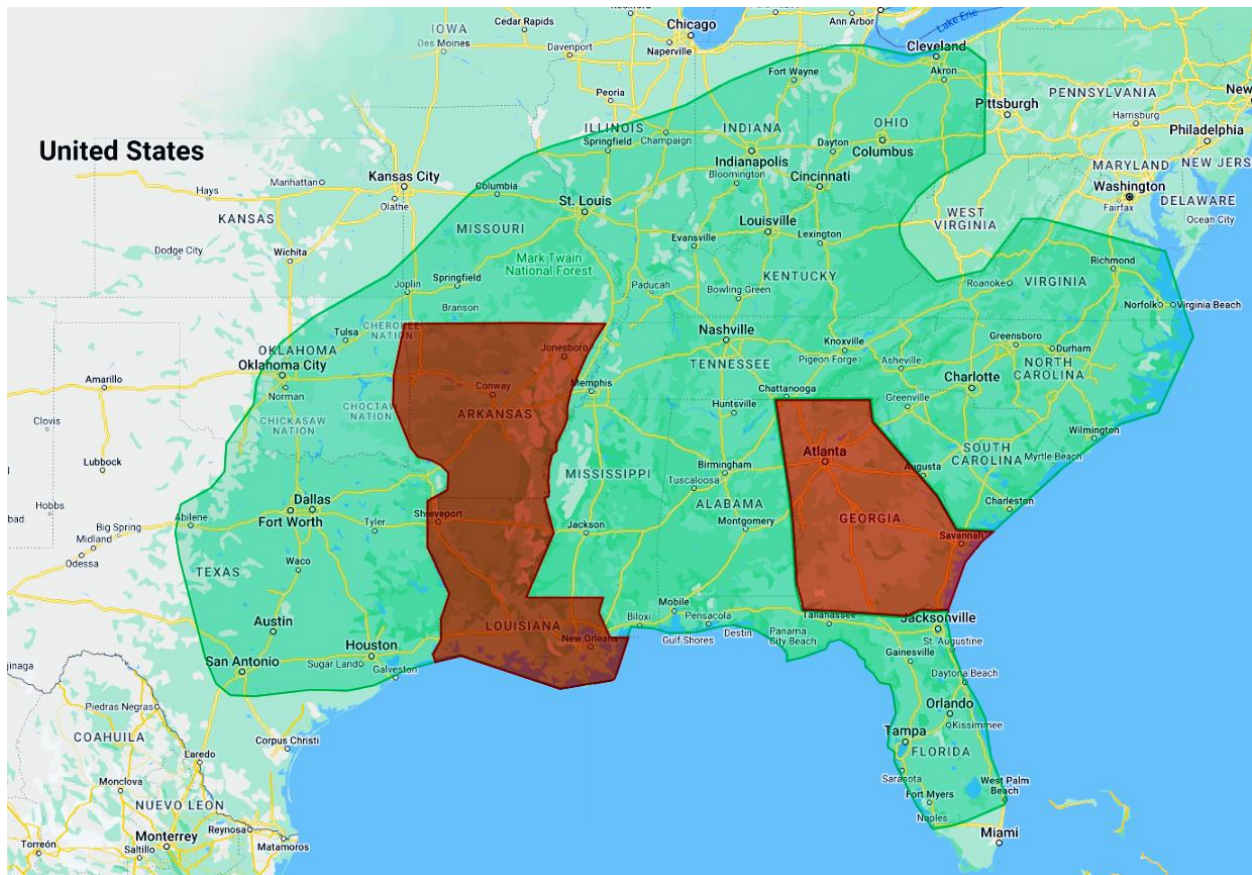 Rockford
Chicago
Naperville
Ann Arbor
Lake Erie
Cedar Rapids
IOWA
Des Moines
Davenport
Cleveland
Akron
Fort Wayne
Peoria
Pittsburgh
PENNSYLVANIA
Harrisburg
New
Philadelphia
ILLINOIS
Springfield
Champaign
INDIANA
Indianapolis
Bloomington
OHIO
Dayton
Columbus
Cincinnati
MARYLAND
NEW JERS
Washington
Fairfax
DELAWARE
Ocean City
United States
Manhattan
Kansas City
Hays
Olathe
KANSAS
Dodge City
Wichita
Columbia
St. Louis
MISSOURI
Evansville
Louisville
Lexington
WEST
VIRGINIA
Mark Twain
National Forest
KENTUCKY
Richmond
VIRGINIA
Roanoke
Norfolk
Virginia Beach
Joplin
Springfield
Branson
Paducah
Bowling Green
Tulsa
CHEROKEE
NATION
Jonesboro
Nashville
TENNESSEE
Knoxville
Pigeon Forge
Asheville
Greensboro
Durham
NORTH
CAROLINA
OKLAHOMA
Oklahoma City
Norman
Amarillo
Conway
ARKANSAS
Memphis
Chattanooga
Huntsville
Charlotte
Greenville
CHOCTAW
NATION
CHICKASAW
NATION
Clovis
Lubbock
Wilmington
SOUTH
CAROLINA
Myrtle Beach
Atlanta
Augusta
Birmingham
Tuscaloosa
ALABAMA
Montgomery
MISSISSIPPI
Jackson
Charleston
GEORGIA
Savannah
Hobbs
bad
Big Spring
Midland
Odessa
Abilene
Dallas
Fort Worth
Tyler
Shreveport
TEXAS
Waco
Austin
Houston
San Antonio
Sugar Land
Galveston
LOUISIANA
New Orleans
Biloxi
Mobile
Pensacola
Gulf Shores
Destin
Panama
City Beach
Tallahassee
Jacksonville
St. Augustine
Gainesville
Daytona Beach
Orlando
Kissimmee
Tampa
FLORIDA
Sarasota
West Palm
Beach
Fort Myers
Naples
Miami
jinaga
Piedras Negras
COAHUILA
Corpus Christi
Laredo
Monclova
NUEVO LEON
Reynosa
Monterrey
Matamoros
Torreón
Saltillo